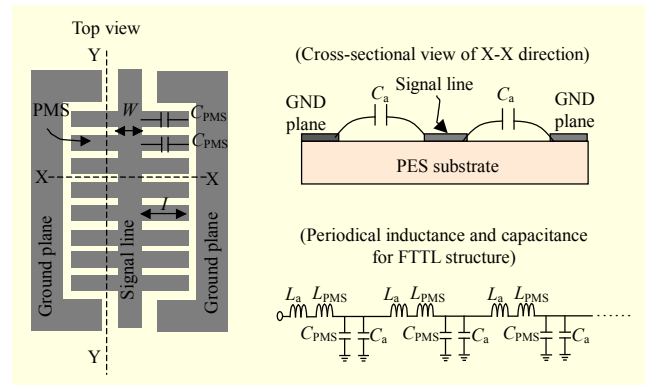 Top view
Y
PMS
W
C_PMS
C_PMS
X
X
l
Ground plane
Signal line
Ground plane
Y
(Cross-sectional view of X-X direction)
GND plane
C_a
Signal line
C_a
GND plane
PES substrate
(Periodical inductance and capacitance
for FTTL structure)
L_a L_PMS L_a L_PMS L_a L_PMS
C_PMS C_a C_PMS C_a C_PMS C_a